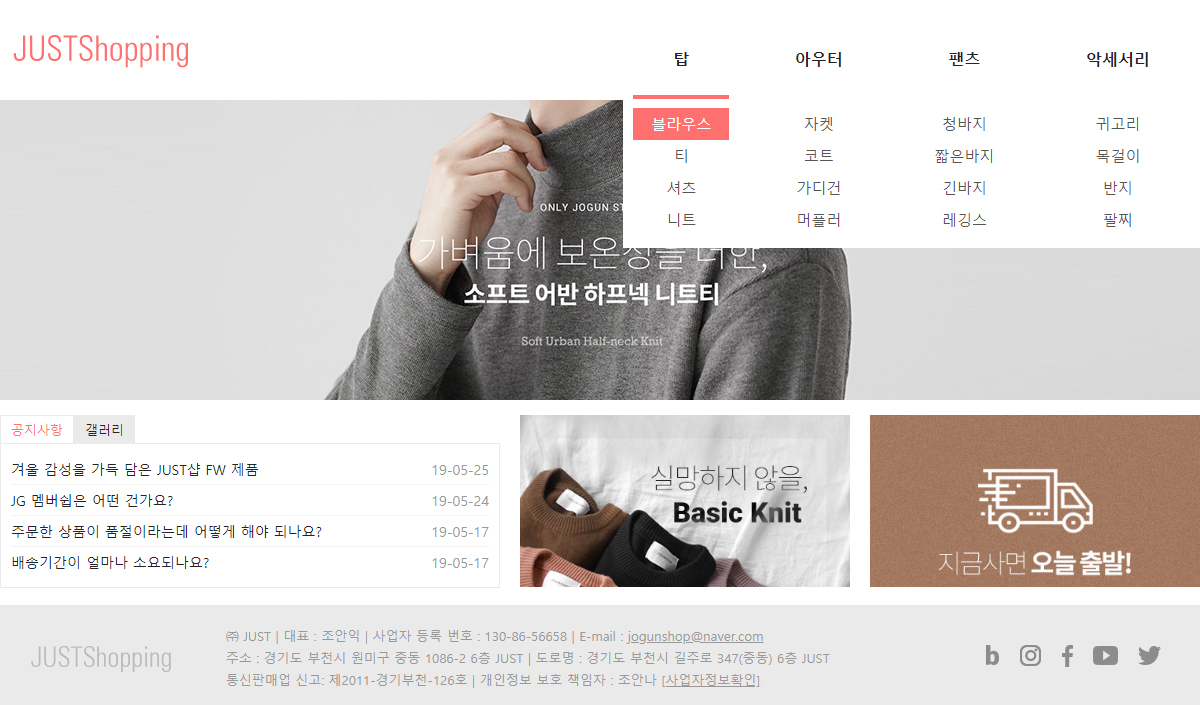 JUSTShopping
탑 아우터 팬츠 악세서리
블라우스 자켓 청바지 귀고리
티 코트 짧은바지 목걸이
셔츠 가디건 긴바지 반지
니트 머플러 레깅스 팔찌
ONLY JOGUN
가벼움에 보온성을 더한,
소프트 어반 하프넥 니트티
Soft Urban Half-neck Knit
공지사항 갤러리
겨울 감성을 가득 담은 JUST샵 FW 제품 19-05-25
JG 멤버쉽은 어떤 건가요? 19-05-24
주문한 상품이 품절이라는데 어떻게 해야 되나요? 19-05-17
배송기간이 얼마나 소요되나요? 19-05-17
실망하지 않을,
Basic Knit
지금사면 오늘 출발!
JUSTShopping
㈜ JUST | 대표 : 조안익 | 사업자 등록 번호 : 130-86-56658 | E-mail : jogunshop@naver.com
주소 : 경기도 부천시 원미구 중동 1086-2 6층 JUST | 도로명 : 경기도 부천시 길주로 347(중동) 6층 JUST
통신판매업 신고: 제2011-경기부천-126호 | 개인정보 보호 책임자 : 조안나 [사업자정보확인]